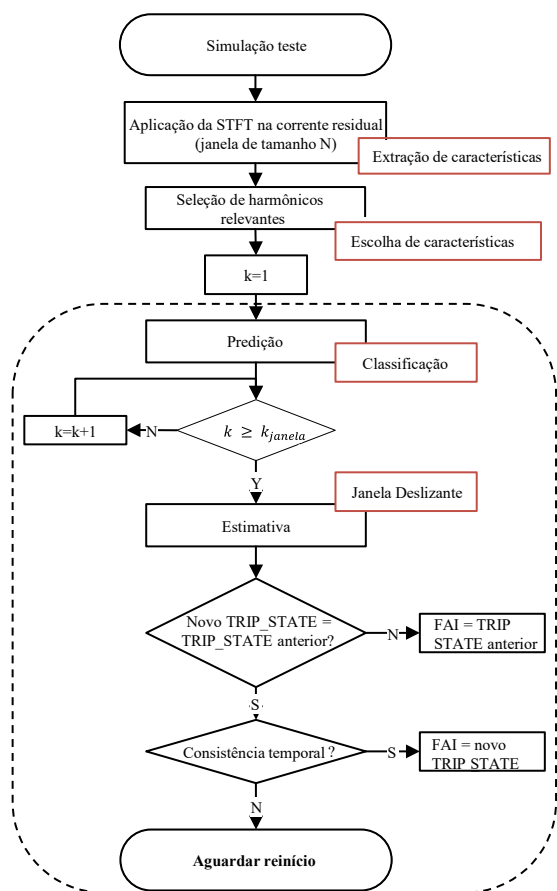 Simulação teste
Aplicação da STFT na corrente residual
(janela de tamanho N)
Extração de características
Seleção de harmônicos
relevantes
Escolha de características
k=1
Predição
Classificação
k=k+1
N
k ≥ k_janela
Y
Janela Deslizante
Estimativa
Novo TRIP_STATE =
TRIP_STATE anterior?
N
FAI = TRIP
STATE anterior
S
Consistência temporal ?
S
FAI = novo
TRIP STATE
N
Aguardar reinício